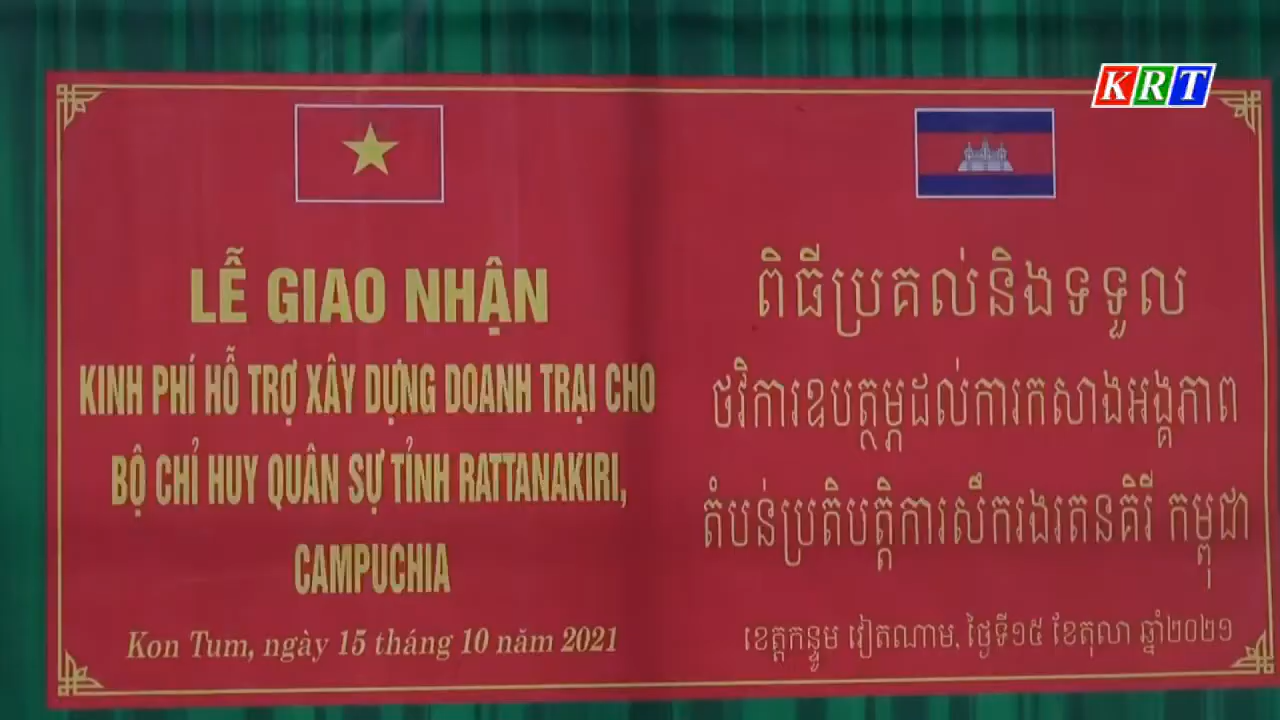 KRT
LỄ GIAO NHẬN
KINH PHÍ HỖ TRỢ XÂY DỰNG DOANH TRẠI CHO
BỘ CHỈ HUY QUÂN SỰ TỈNH RATTANAKIRI,
CAMPUCHIA
Kon Tum, ngày 15 tháng 10 năm 2021
ពិធីប្រគល់និងទទួល
ថវិការឧបត្ថម្ភដល់ការកសាងអង្គភាព
តំបន់ប្រតិបត្តិការសឹករងរតនគិរី កម្ពុជា
ខេត្តកន្ទូម វៀតណាម, ថ្ងៃទី១៥ ខែតុលា ឆ្នាំ២០២១